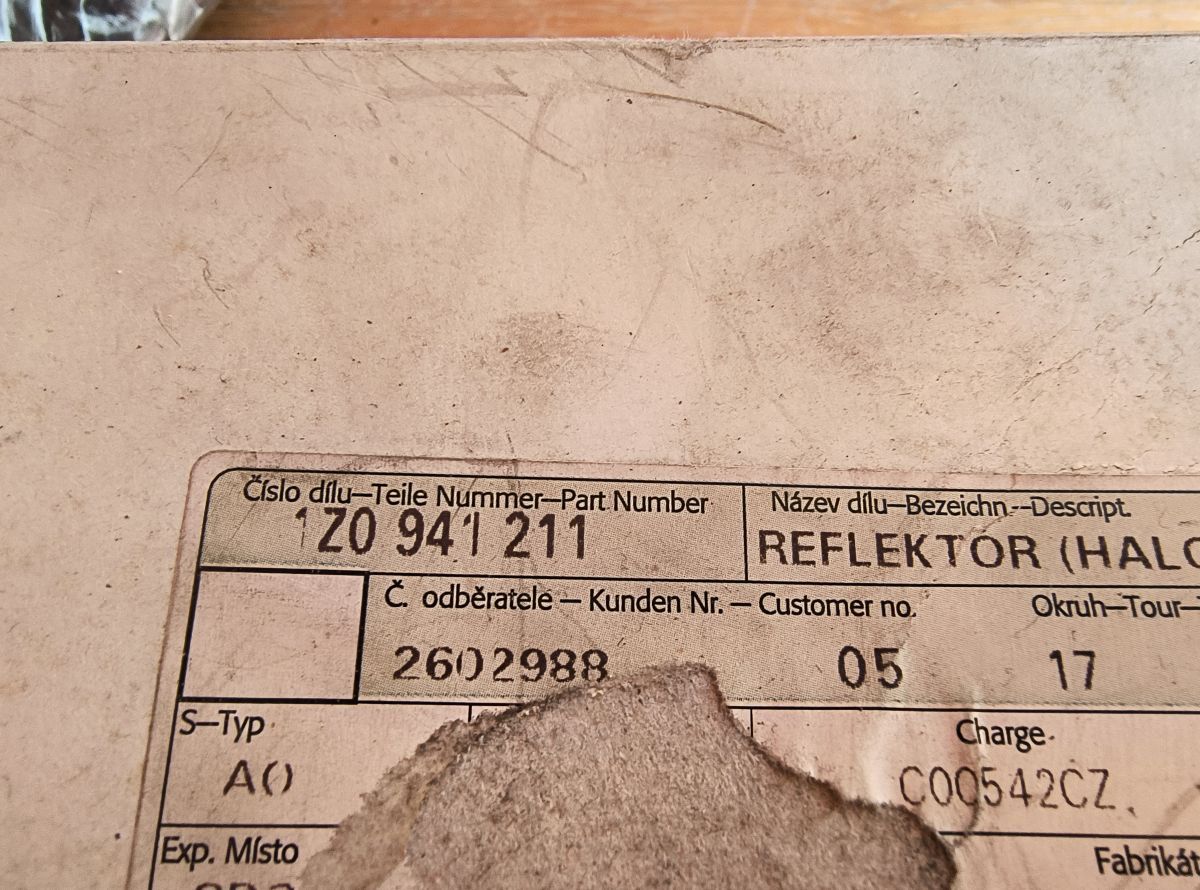 Číslo dílu–Teile Nummer–Part Number
1Z0 941 211
Název dílu–Bezeichn.–Descript.
REFLEKTOR (HALO
Č. odběratele – Kunden Nr. – Customer no.
Okruh–Tour–
2602988 05 17
S–Typ
A0
Charge
C00542CZ.
Exp. Místo
Fabrikát